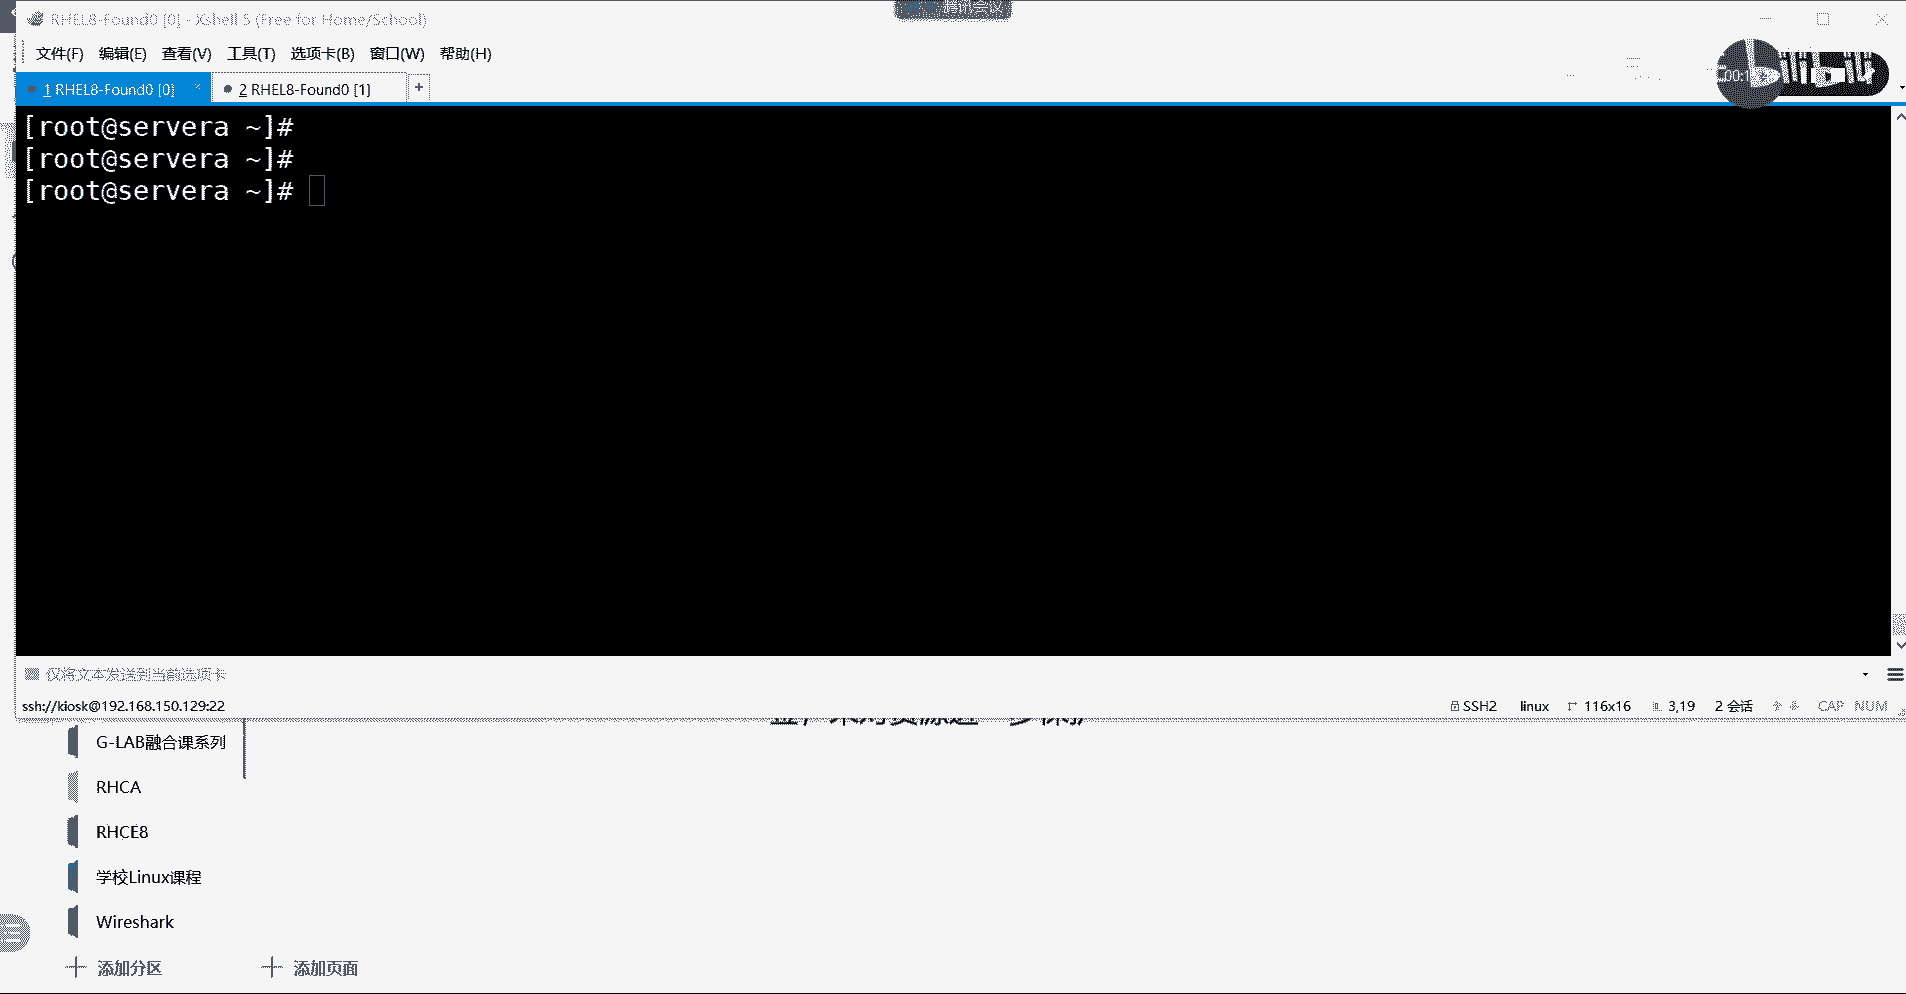 RHEL8-Found0 [0] - Xshell 5 (Free for Home/School)
腾讯会议
文件(F) 编辑(E) 查看(V) 工具(T) 选项卡(B) 窗口(W) 帮助(H)
1 RHEL8-Found0 [0] 2 RHEL8-Found0 [1] +
bilibili
[root@servera ~]#
[root@servera ~]#
[root@servera ~]#
仅将文本发送到当前选项卡
ssh://kiosk@192.168.150.129:22 SSH2 linux 116x16 3,19 2 会话 CAP NUM
G-LAB融合课系列
RHCA
RHCE8
学校Linux课程
Wireshark
添加分区 添加页面